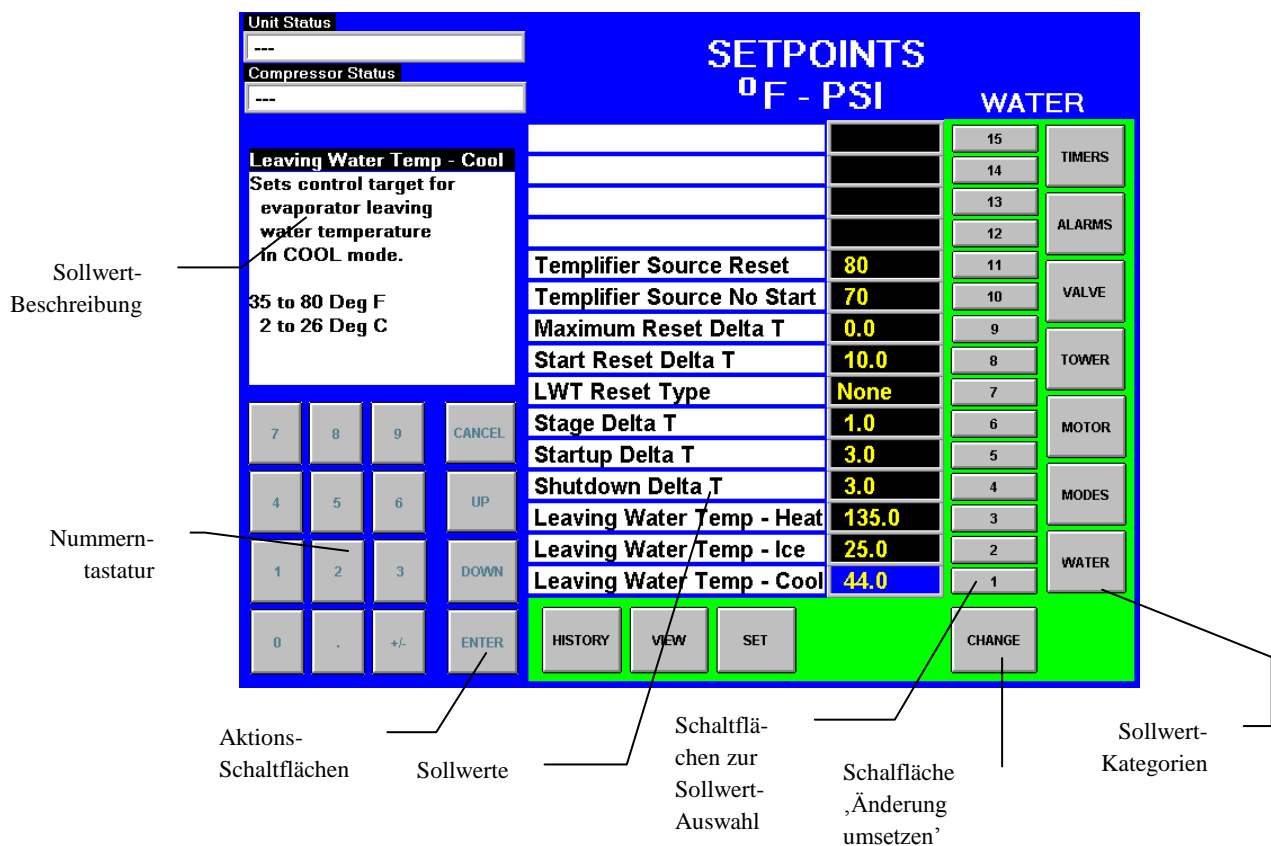 Unit Status
---
Compressor Status
---
SETPOINTS
ºF - PSI
WATER
Leaving Water Temp - Cool
Sets control target for
evaporator leaving
water temperature
in COOL mode.
35 to 80 Deg F
2 to 26 Deg C
15
14
13
12
Templifier Source Reset 80 11
Templifier Source No Start 70 10
Maximum Reset Delta T 0.0 9
Start Reset Delta T 10.0 8
LWT Reset Type None 7
Stage Delta T 1.0 6
Startup Delta T 3.0 5
Shutdown Delta T 3.0 4
Leaving Water Temp - Heat 135.0 3
Leaving Water Temp - Ice 25.0 2
Leaving Water Temp - Cool 44.0 1
TIMERS
ALARMS
VALVE
TOWER
MOTOR
MODES
WATER
7 8 9 CANCEL
4 5 6 UP
1 2 3 DOWN
0 . +/- ENTER
HISTORY VIEW SET CHANGE
Sollwert-
Beschreibung
Nummern-
tastatur
Aktions-
Schaltflächen
Sollwerte
Schaltflä-
chen zur
Sollwert-
Auswahl
Schalfläche
‚Änderung
umsetzen’
Sollwert-
Kategorien